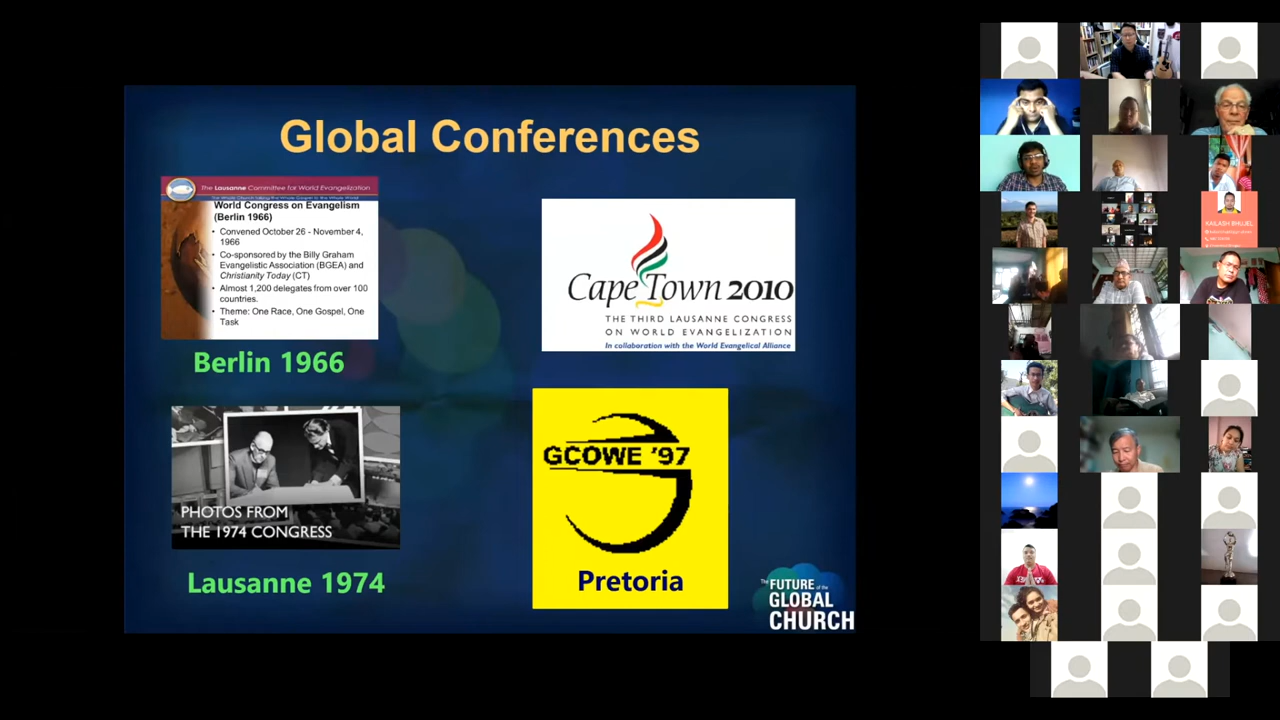 Global Conferences
The Lausanne Committee for World Evangelization
World Congress on Evangelism
(Berlin 1966)
• Convened October 26 - November 4,
1966
• Co-sponsored by the Billy Graham
Evangelistic Association (BGEA) and
Christianity Today (CT)
• Almost 1,200 delegates from over 100
countries.
• Theme: One Race, One Gospel, One
Task
Berlin 1966
Cape Town 2010
THE THIRD LAUSANNE CONGRESS
ON WORLD EVANGELIZATION
In collaboration with the World Evangelical Alliance
PHOTOS FROM
THE 1974 CONGRESS
Lausanne 1974
GCOWE '97
Pretoria
The FUTURE of the
GLOBAL
CHURCH
KAILASH BHUJEL